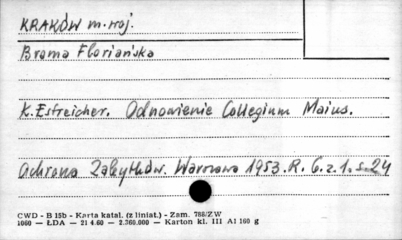 KRAKÓW m. woj.
Brama Floriańska
K. Estreicher. Odnowienie Collegium Maius.
Ochrona Zabytków. Warszawa 1953. R. 6. z. 1. s. 24
CWD - B 15b - Karta katal. (z liniat.) - Zam. 788/ZW
1060 — ŁDA — 21 4.60 — 2.360.000 — Karton kl. III A1 160 g